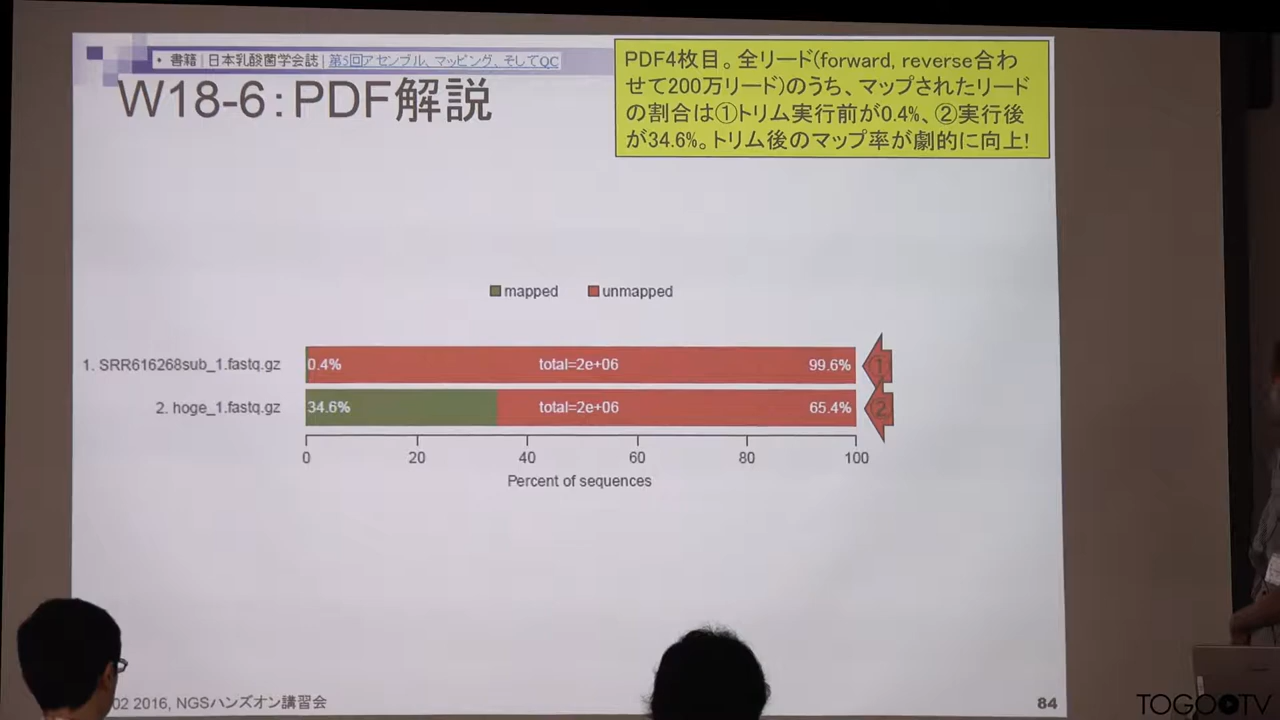 ・ 書籍 | 日本乳酸菌学会誌 | 第5回アセンブル、マッピング、そしてQC
W18-6：PDF解説
PDF4枚目。全リード(forward, reverse合わ
せて200万リード)のうち、マップされたリード
の割合は①トリム実行前が0.4%、②実行後
が34.6%。トリム後のマップ率が劇的に向上!
mapped unmapped
1. SRR616268sub_1.fastq.gz 0.4% total=2e+06 99.6% ①
2. hoge_1.fastq.gz 34.6% total=2e+06 65.4% ②
0 20 40 60 80 100
Percent of sequences
02 2016, NGSハンズオン講習会
84
TOGOTV